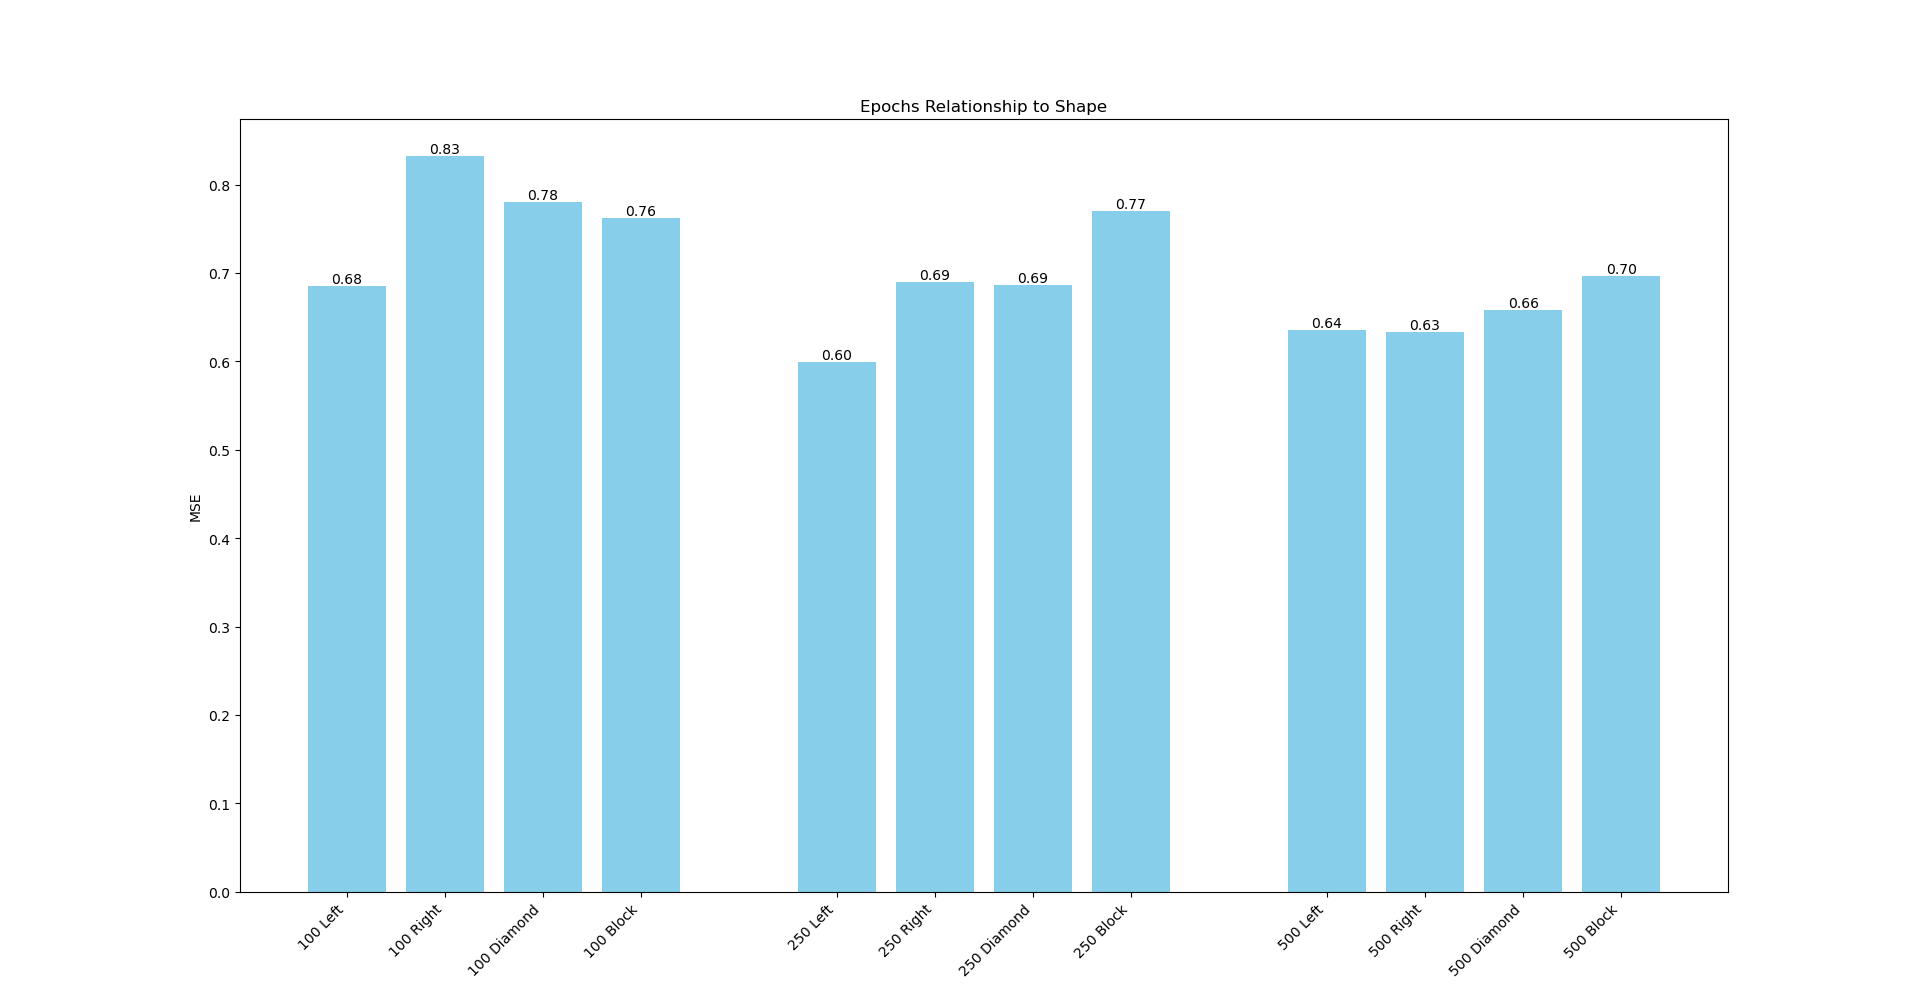 Epochs Relationship to Shape
MSE
0.8
0.7
0.6
0.5
0.4
0.3
0.2
0.1
0.0
0.68
0.83
0.78
0.76
0.60
0.69
0.69
0.77
0.64
0.63
0.66
0.70
100 Left
100 Right
100 Diamond
100 Block
250 Left
250 Right
250 Diamond
250 Block
500 Left
500 Right
500 Diamond
500 Block